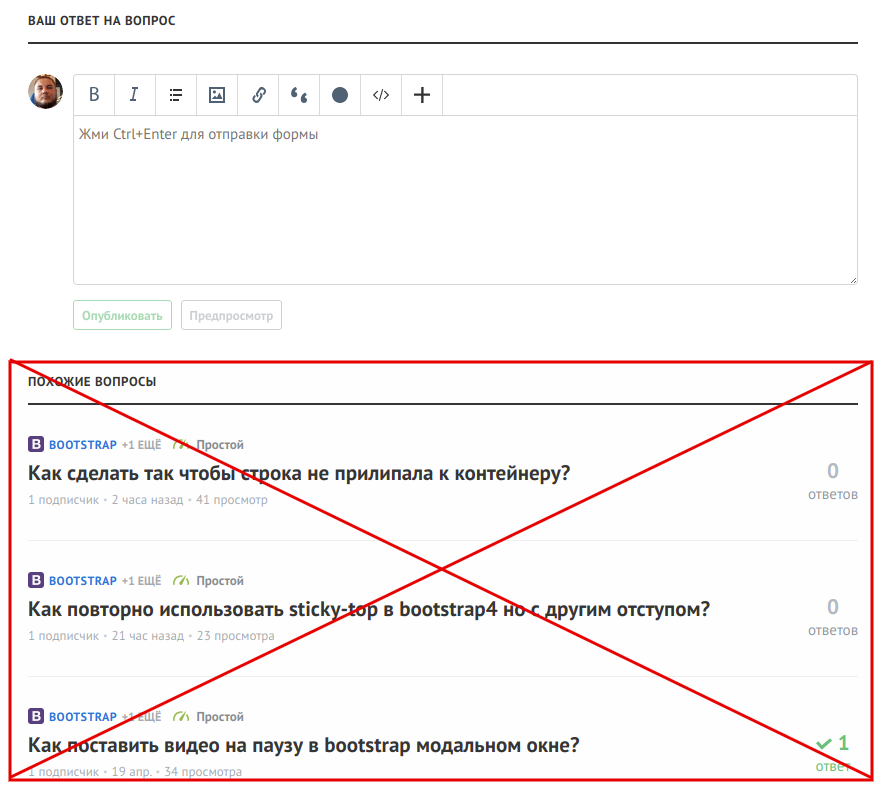 ВАШ ОТВЕТ НА ВОПРОС
B I
Жми Ctrl+Enter для отправки формы
Опубликовать Предпросмотр
ПОХОЖИЕ ВОПРОСЫ
B BOOTSTRAP +1 ЕЩЁ Простой
Как сделать так чтобы строка не прилипала к контейнеру?
1 подписчик • 2 часа назад • 41 просмотр
0
ответов
B BOOTSTRAP +1 ЕЩЁ Простой
Как повторно использовать sticky-top в bootstrap4 но с другим отступом?
1 подписчик • 21 час назад • 23 просмотра
0
ответов
B BOOTSTRAP +1 ЕЩЁ Простой
Как поставить видео на паузу в bootstrap модальном окне?
1 подписчик • 19 апр. • 34 просмотра
1
ответ